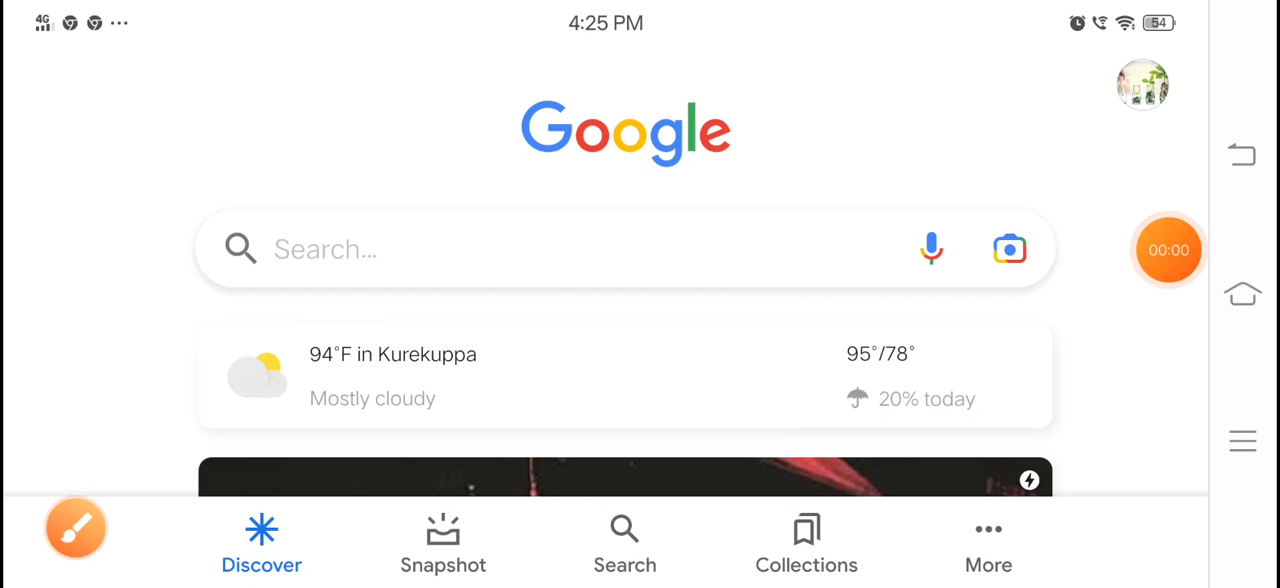 4G 4:25 PM 54
Google
Search...
00:00
94°F in Kurekuppa 95°/78°
Mostly cloudy 20% today
Discover Snapshot Search Collections More